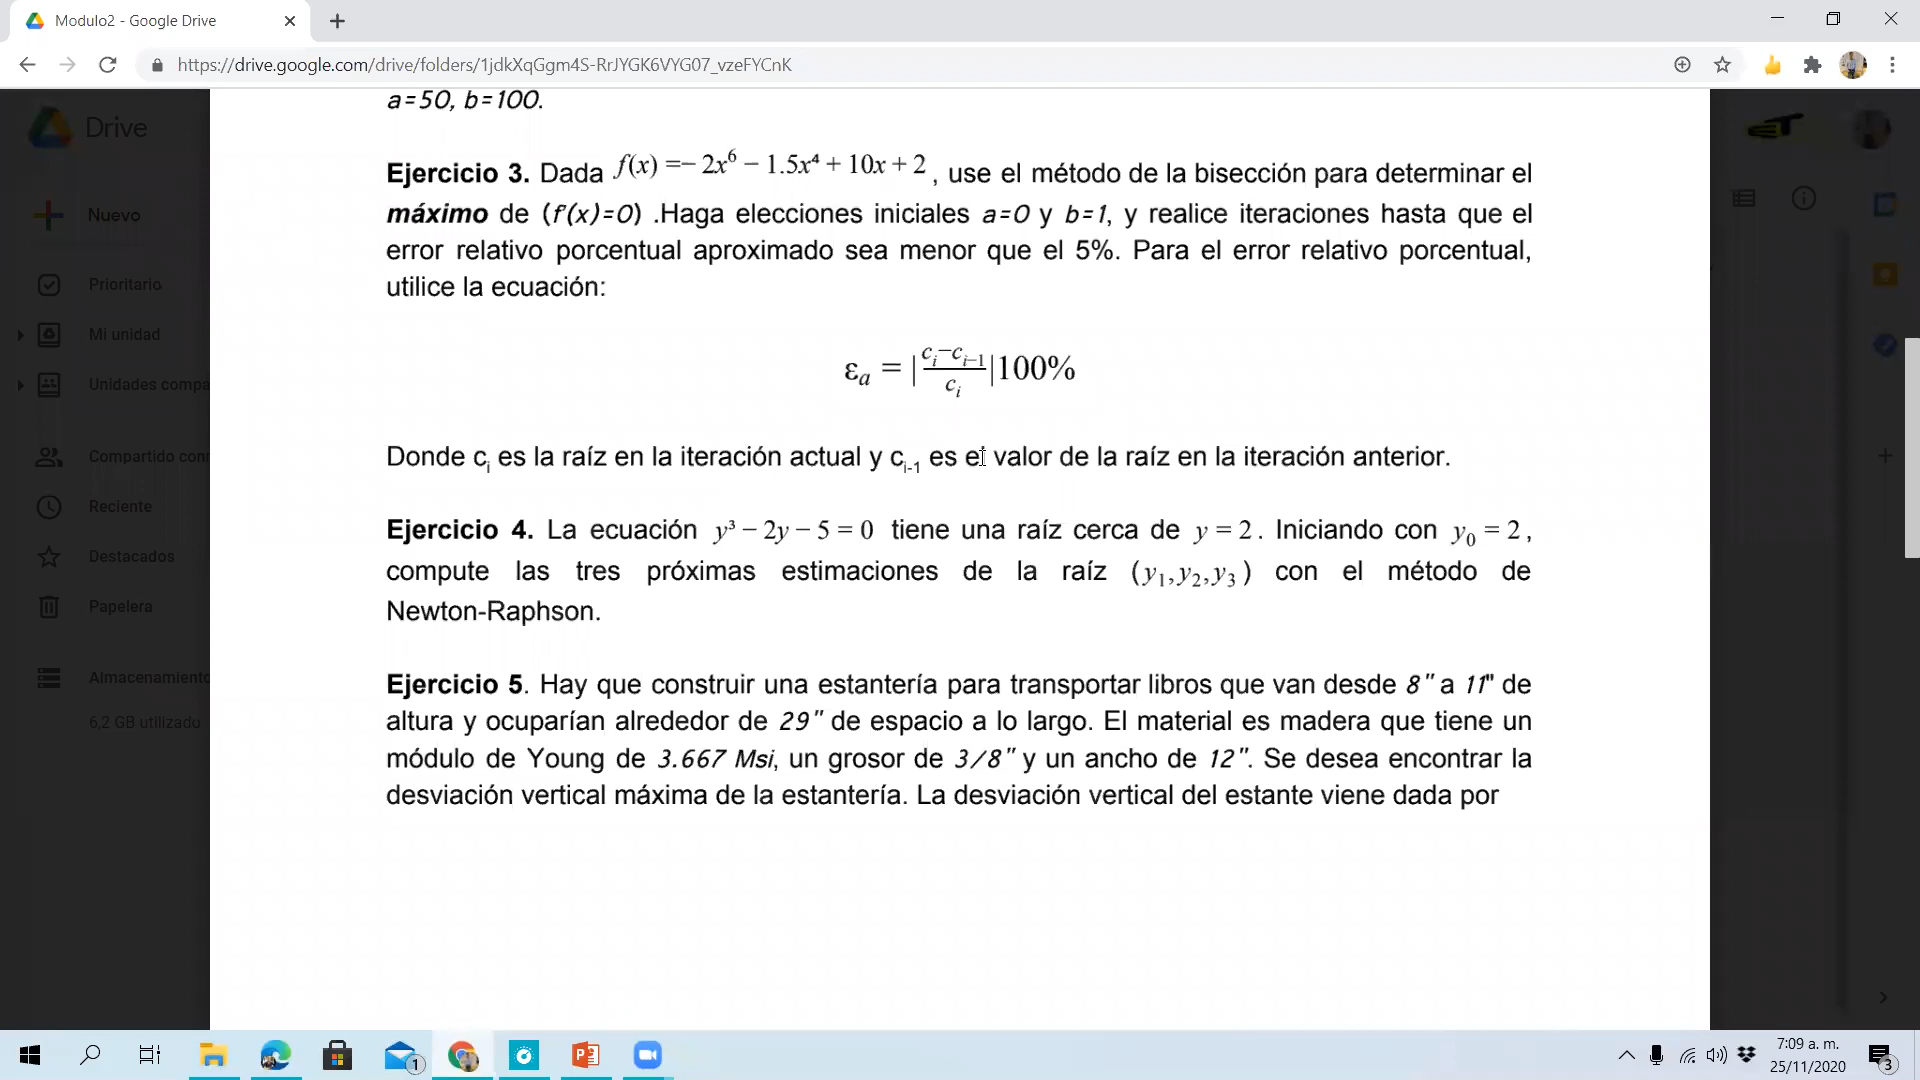 Modulo2 - Google Drive
https://drive.google.com/drive/folders/1jdkXqGgm4S-RrJYGK6VYG07_vzeFYCnK
Drive
Nuevo
Prioritario
Mi unidad
Unidades compa
Compartido con
Reciente
Destacados
Papelera
Almacenamiento
6,2 GB utilizado
a=50, b=100.
Ejercicio 3. Dada f(x) =− 2x⁶ − 1.5x⁴ + 10x + 2 , use el método de la bisección para determinar el
máximo de (f'(x)=0) .Haga elecciones iniciales a=0 y b=1, y realice iteraciones hasta que el
error relativo porcentual aproximado sea menor que el 5%. Para el error relativo porcentual,
utilice la ecuación:
εₐ = |(cᵢ−cᵢ₋₁)/cᵢ|100%
Donde cᵢ es la raíz en la iteración actual y cᵢ₋₁ es el valor de la raíz en la iteración anterior.
Ejercicio 4. La ecuación y³ − 2y − 5 = 0 tiene una raíz cerca de y = 2. Iniciando con y₀ = 2,
compute las tres próximas estimaciones de la raíz (y₁,y₂,y₃) con el método de
Newton-Raphson.
Ejercicio 5. Hay que construir una estantería para transportar libros que van desde 8" a 11" de
altura y ocuparían alrededor de 29" de espacio a lo largo. El material es madera que tiene un
módulo de Young de 3.667 Msi, un grosor de 3/8" y un ancho de 12". Se desea encontrar la
desviación vertical máxima de la estantería. La desviación vertical del estante viene dada por
1
7:09 a. m.
25/11/2020
3